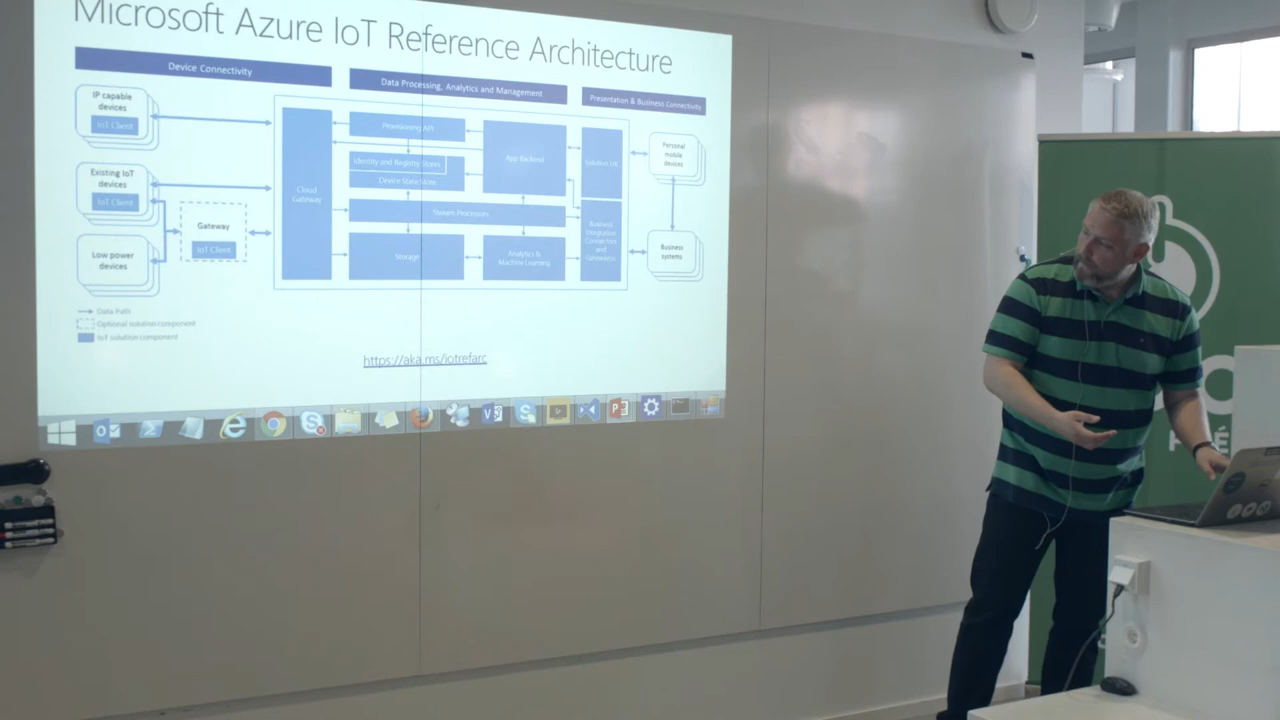 Microsoft Azure IoT Reference Architecture
Device Connectivity
Data Processing, Analytics and Management
Presentation & Business Connectivity
IP capable
devices
IoT Client
Existing IoT
devices
IoT Client
Low power
devices
Gateway
IoT Client
Cloud
Gateway
Provisioning API
Identity and Registry Stores
Device State Store
Stream Processors
Storage
App Backend
Analytics &
Machine Learning
Solution UX
Business
Integration
Connectors
and
Gateway(s)
Personal
mobile
devices
Business
systems
Data Path
Optional solution component
IoT solution component
https://aka.ms/iotrefarc